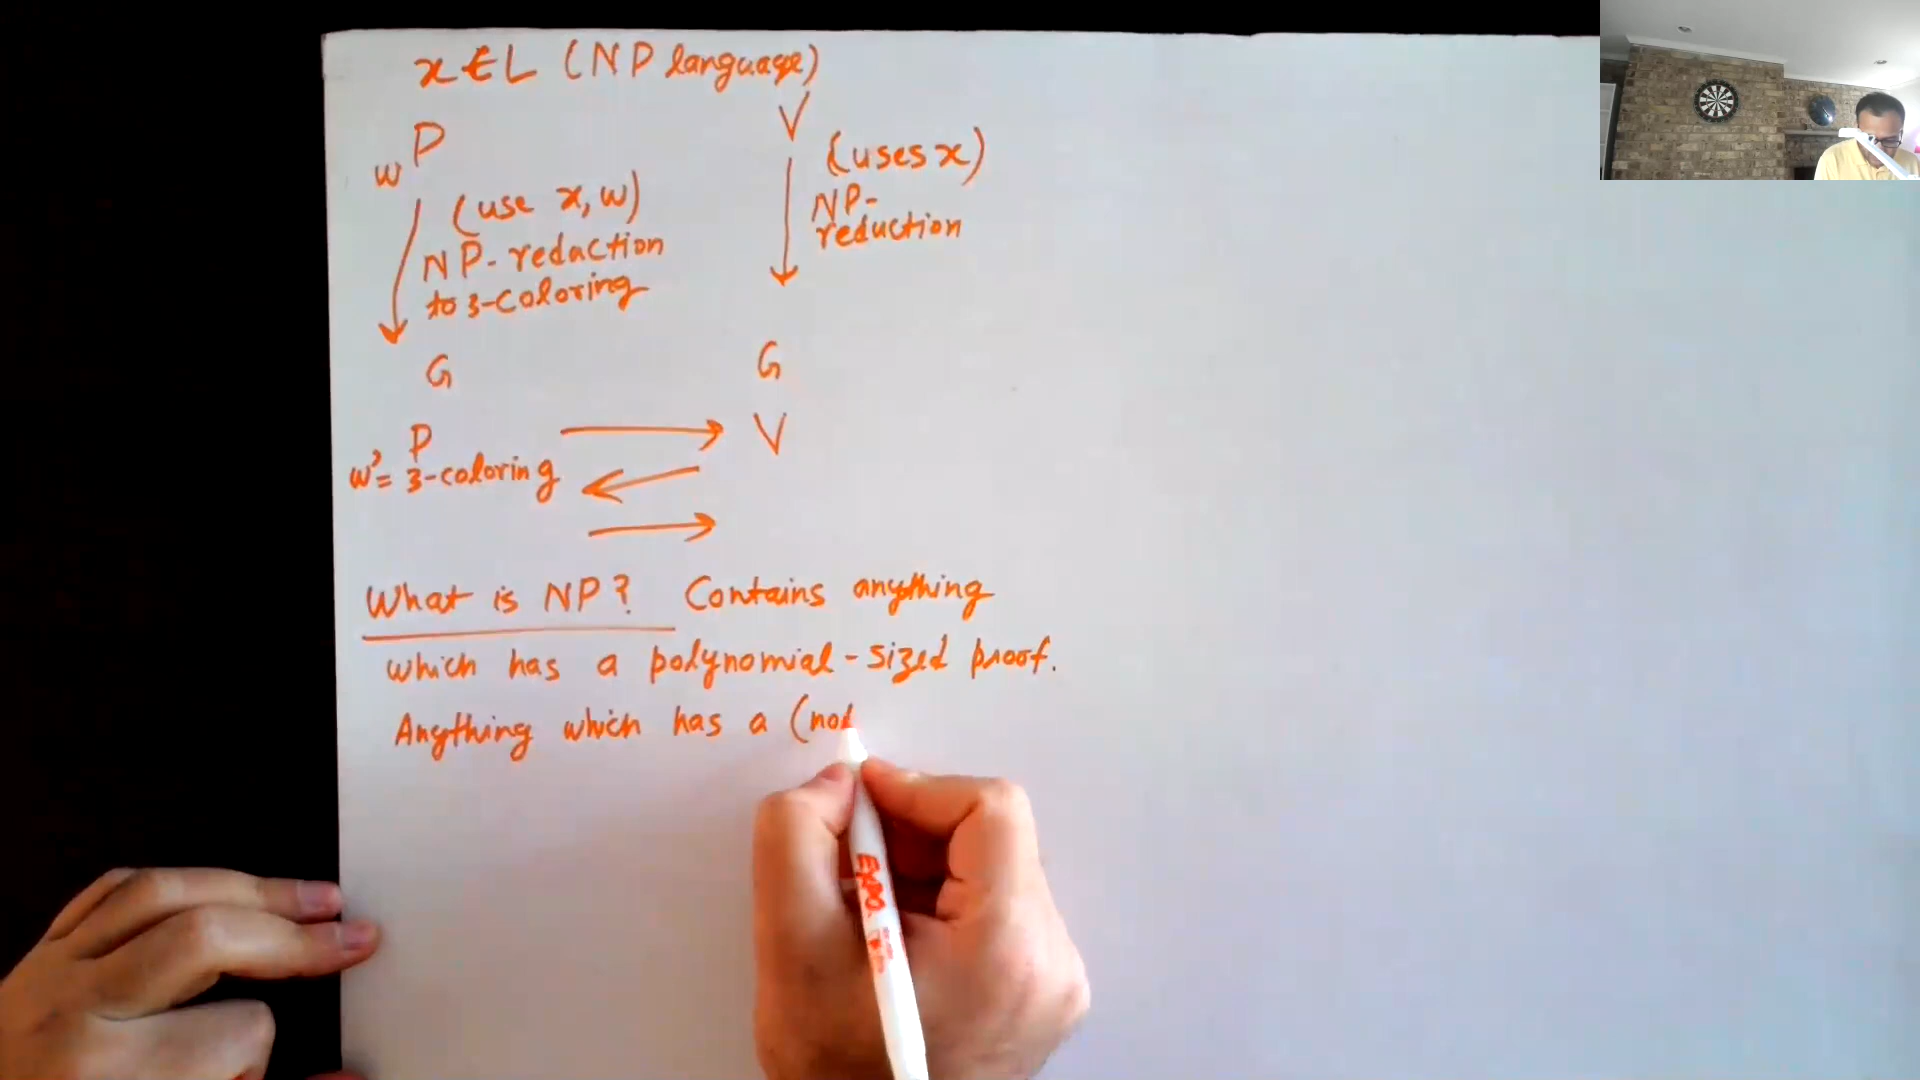 x ∈ L (NP language)
P
V
w
(use x, w)
NP-redaction
to 3-coloring
(uses x)
NP-
reduction
G
G
P
V
w'= 3-coloring
What is NP? Contains anything
which has a polynomial-sized proof.
Anything which has a (not
EXPO